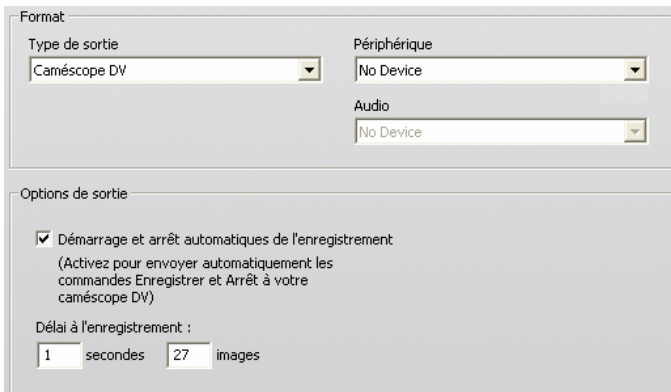 Format
Type de sortie
Caméscope DV
Périphérique
No Device
Audio
No Device
Options de sortie
Démarrage et arrêt automatiques de l'enregistrement
(Activez pour envoyer automatiquement les
commandes Enregistrer et Arrêt à votre
caméscope DV)
Délai à l'enregistrement :
1 secondes 27 images